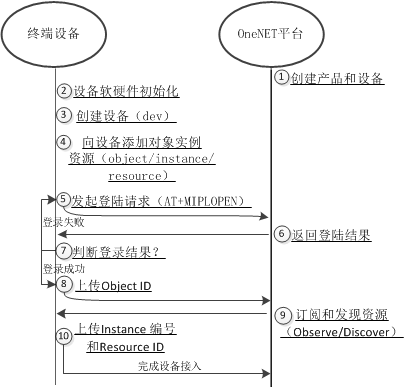 终端设备
OneNET平台
①创建产品和设备
②设备软硬件初始化
③创建设备（dev）
④向设备添加对象实例
资源（object/instance/
resource）
⑤发起登陆请求（AT+MIPLOPEN）
登录失败
⑥返回登陆结果
⑦判断登录结果？
登录成功
⑧上传Object ID
⑨订阅和发现资源
（Observe/Discover）
⑩上传Instance 编号
和Resource ID
完成设备接入